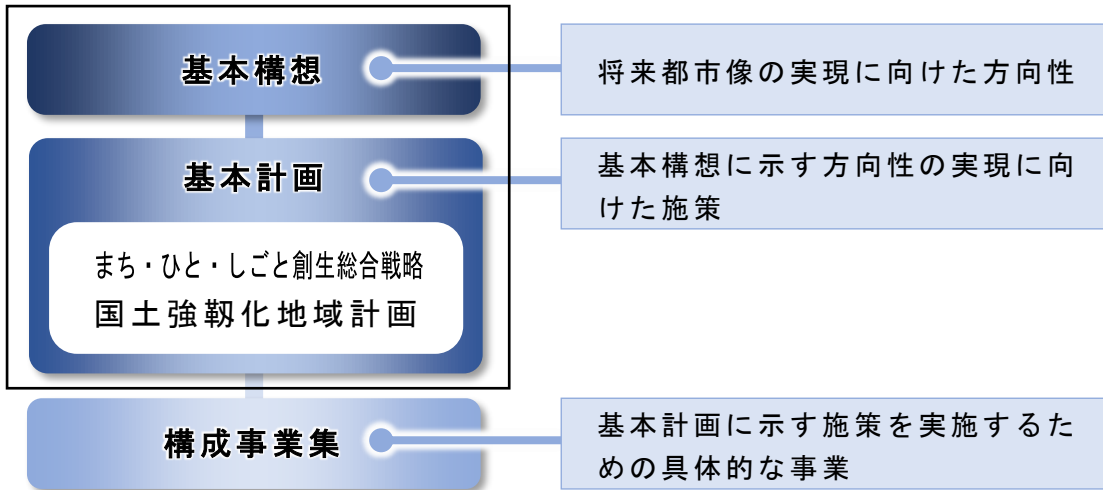 基本構想
将来都市像の実現に向けた方向性
基本計画
基本構想に示す方向性の実現に向
けた施策
まち・ひと・しごと創生総合戦略
国土強靱化地域計画
構成事業集
基本計画に示す施策を実施するた
めの具体的な事業